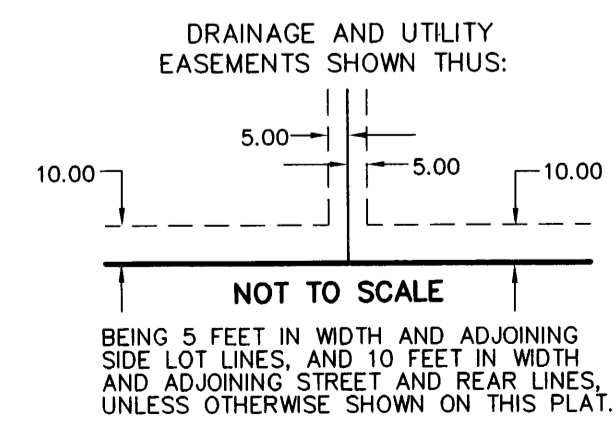 DRAINAGE AND UTILITY
EASEMENTS SHOWN THUS:
5.00
5.00
10.00
10.00
NOT TO SCALE
BEING 5 FEET IN WIDTH AND ADJOINING
SIDE LOT LINES, AND 10 FEET IN WIDTH
AND ADJOINING STREET AND REAR LINES,
UNLESS OTHERWISE SHOWN ON THIS PLAT.